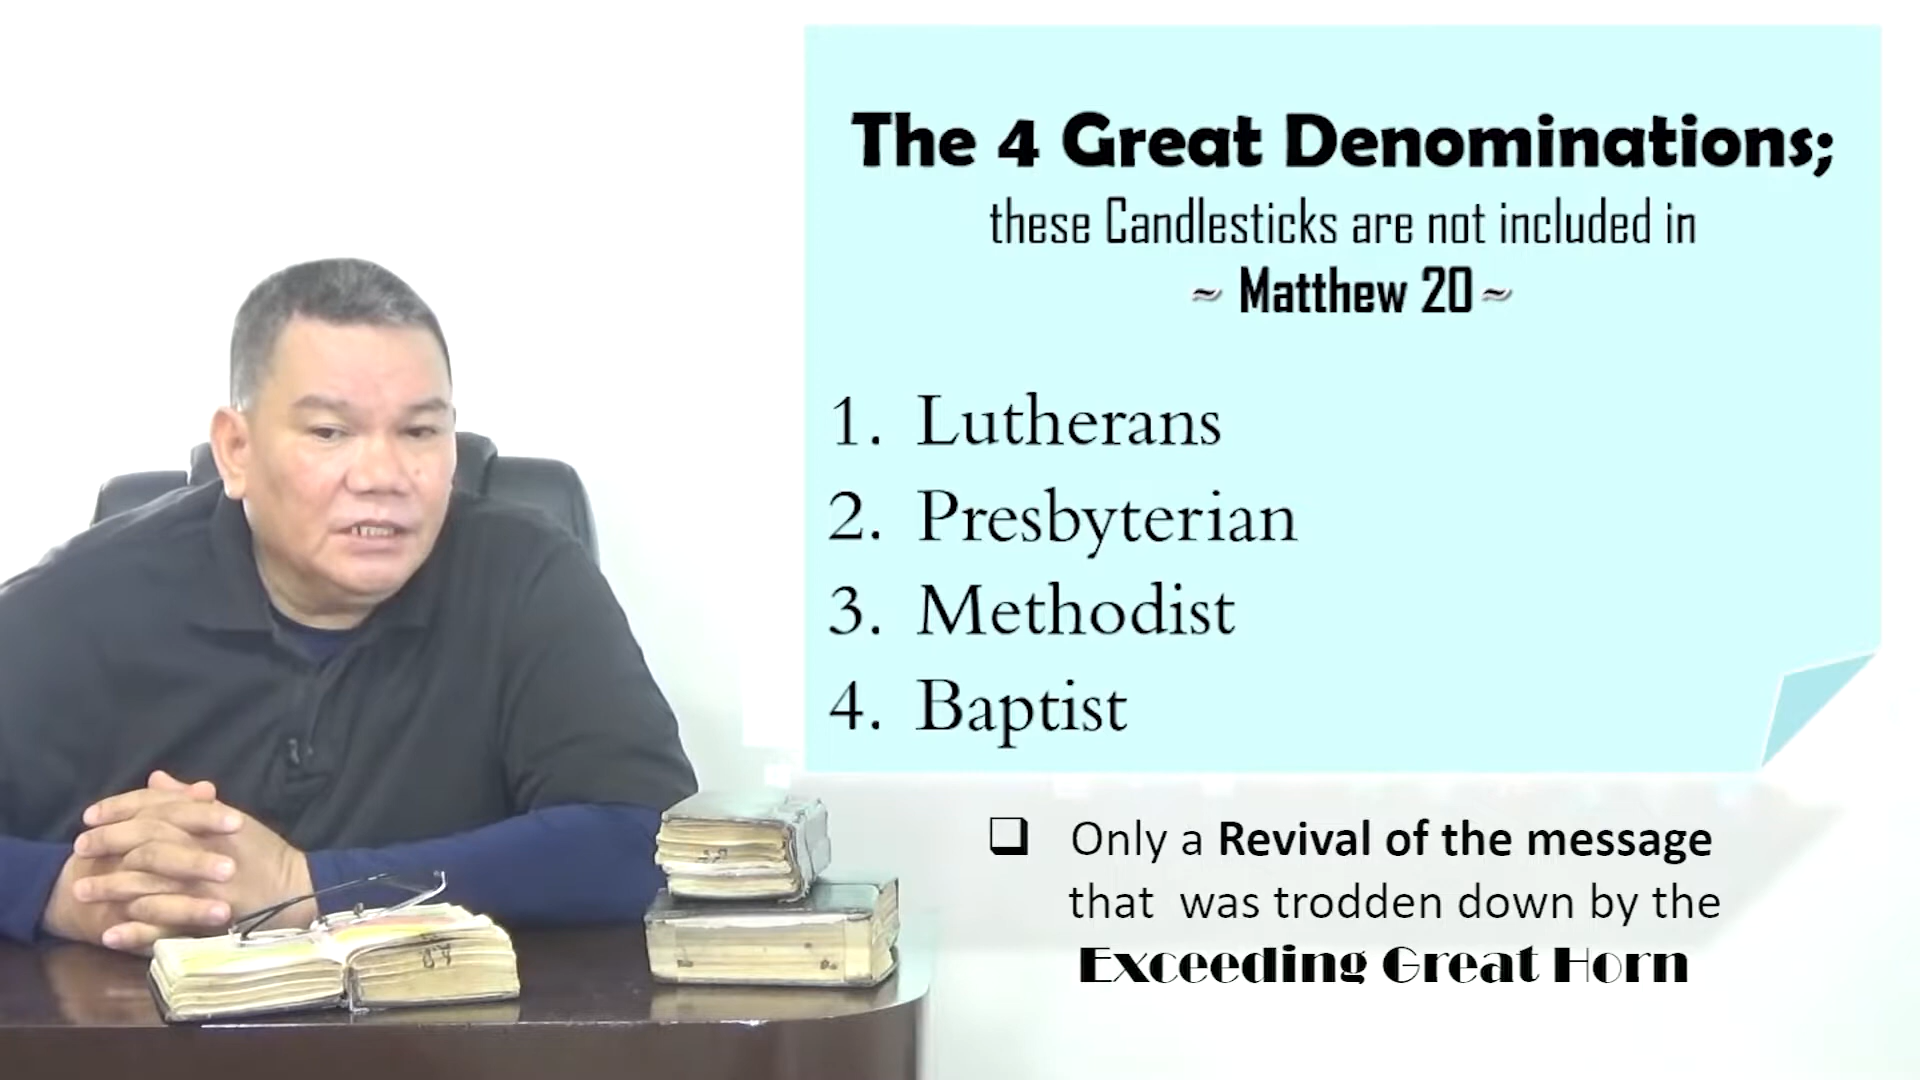 The 4 Great Denominations;
these Candlesticks are not included in
~ Matthew 20 ~
1. Lutherans
2. Presbyterian
3. Methodist
4. Baptist
❑ Only a Revival of the message
that was trodden down by the
Exceeding Great Horn